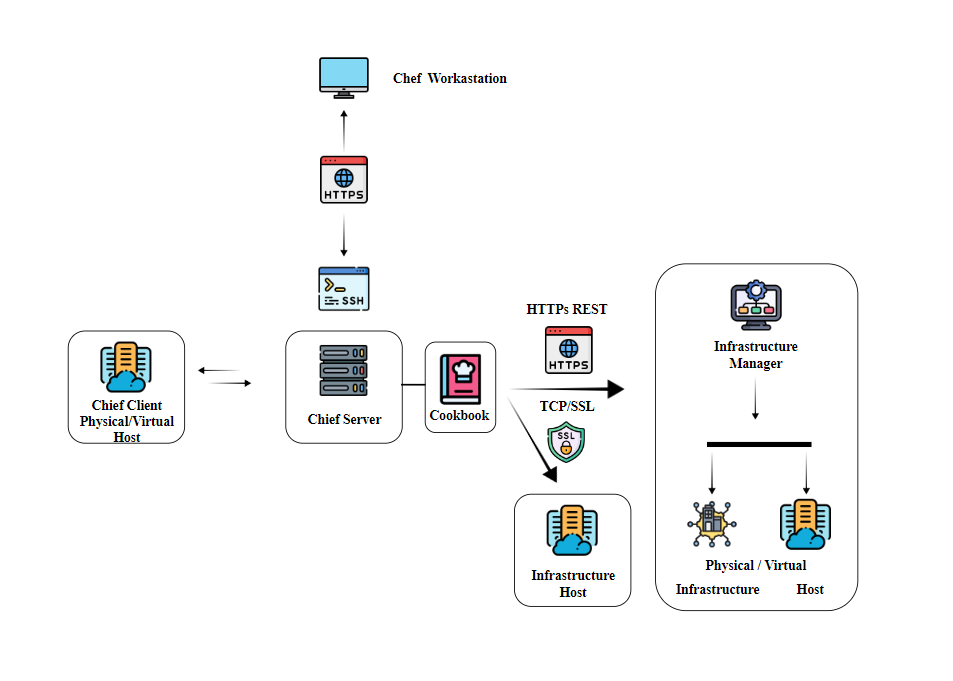 Chef Workastation
HTTPS
SSH
HTTPs REST
HTTPS
Infrastructure
Manager
Chief Client
Physical/Virtual
Host
Chief Server
Cookbook
TCP/SSL
SSL
Infrastructure
Host
Physical / Virtual
Infrastructure Host